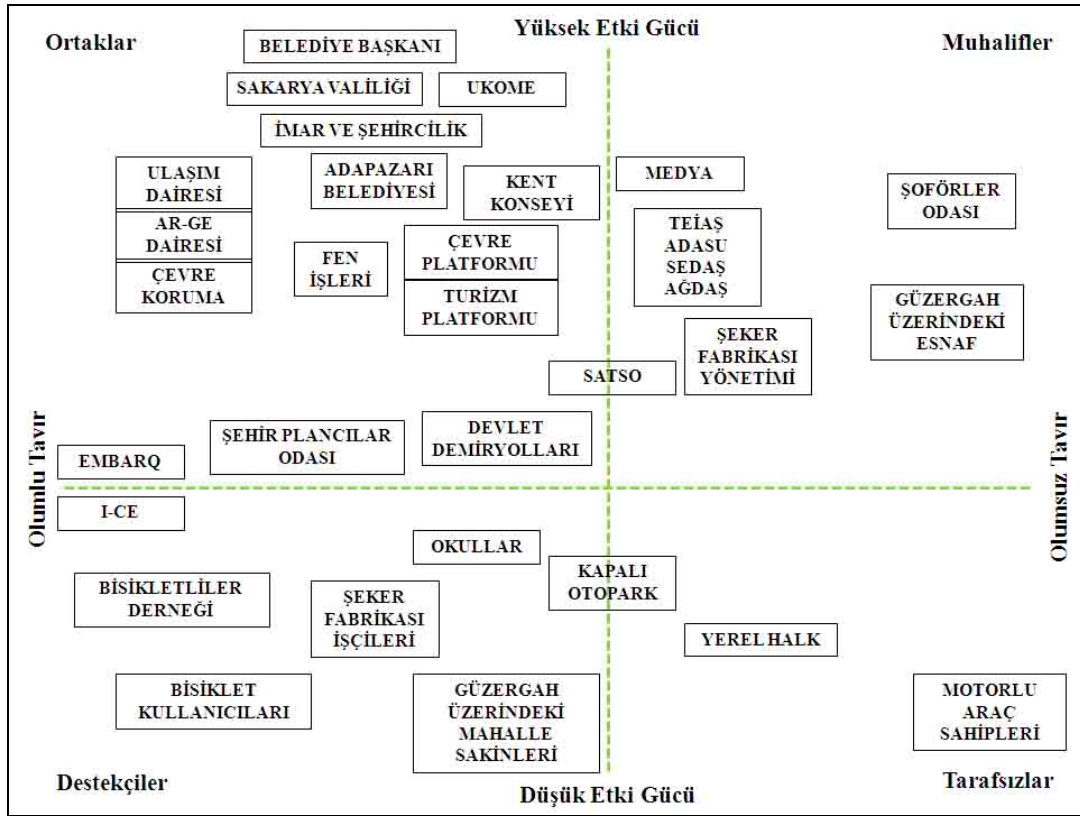 Ortaklar
Yüksek Etki Gücü
Muhalifler
BELEDİYE BAŞKANI
SAKARYA VALİLİĞİ
UKOME
İMAR VE ŞEHİRCİLİK
ULAŞIM
DAİRESİ
ADAPAZARI
BELEDİYESİ
KENT
KONSEYİ
MEDYA
ŞOFÖRLER
ODASI
AR-GE
DAİRESİ
ÇEVRE
KORUMA
FEN
İŞLERİ
ÇEVRE
PLATFORMU
TURİZM
PLATFORMU
TEİAŞ
ADASU
SEDAŞ
AĞDAŞ
GÜZERGAH
ÜZERİNDEKİ
ESNAF
ŞEKER
FABRİKASI
YÖNETİMİ
SATSO
ŞEHİR PLANCILAR
ODASI
DEVLET
DEMİRYOLLARI
EMBARQ
Olumlu Tavır
Olumsuz Tavır
I-CE
OKULLAR
KAPALI
OTOPARK
BİSİKLETLİLER
DERNEĞİ
ŞEKER
FABRİKASI
İŞÇİLERİ
YEREL HALK
BİSİKLET
KULLANICILARI
GÜZERGAH
ÜZERİNDEKİ
MAHALLE
SAKİNLERİ
MOTORLU
ARAÇ
SAHİPLERİ
Destekçiler
Düşük Etki Gücü
Tarafsızlar